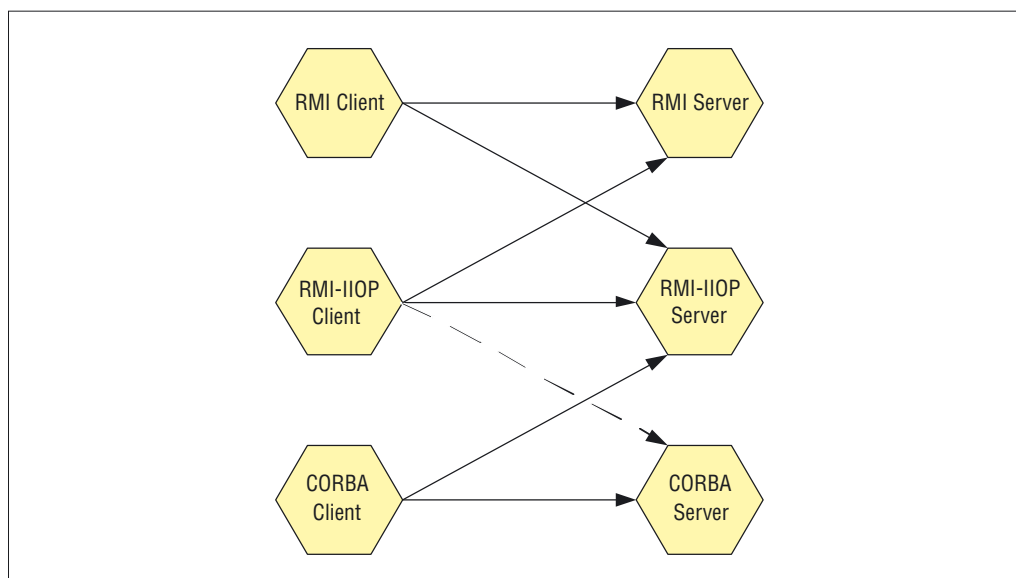 RMI Client
RMI Server
RMI-IIOP
Client
RMI-IIOP
Server
CORBA
Client
CORBA
Server